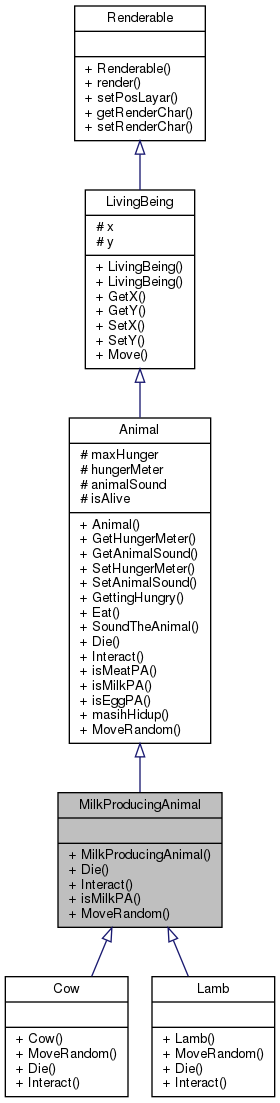 Renderable
+ Renderable()
+ render()
+ setPosLayar()
+ getRenderChar()
+ setRenderChar()
LivingBeing
# x
# y
+ LivingBeing()
+ LivingBeing()
+ GetX()
+ GetY()
+ SetX()
+ SetY()
+ Move()
Animal
# maxHunger
# hungerMeter
# animalSound
# isAlive
+ Animal()
+ GetHungerMeter()
+ GetAnimalSound()
+ SetHungerMeter()
+ SetAnimalSound()
+ GettingHungry()
+ Eat()
+ SoundTheAnimal()
+ Die()
+ Interact()
+ isMeatPA()
+ isMilkPA()
+ isEggPA()
+ masihHidup()
+ MoveRandom()
MilkProducingAnimal
+ MilkProducingAnimal()
+ Die()
+ Interact()
+ isMilkPA()
+ MoveRandom()
Cow
+ Cow()
+ MoveRandom()
+ Die()
+ Interact()
Lamb
+ Lamb()
+ MoveRandom()
+ Die()
+ Interact()